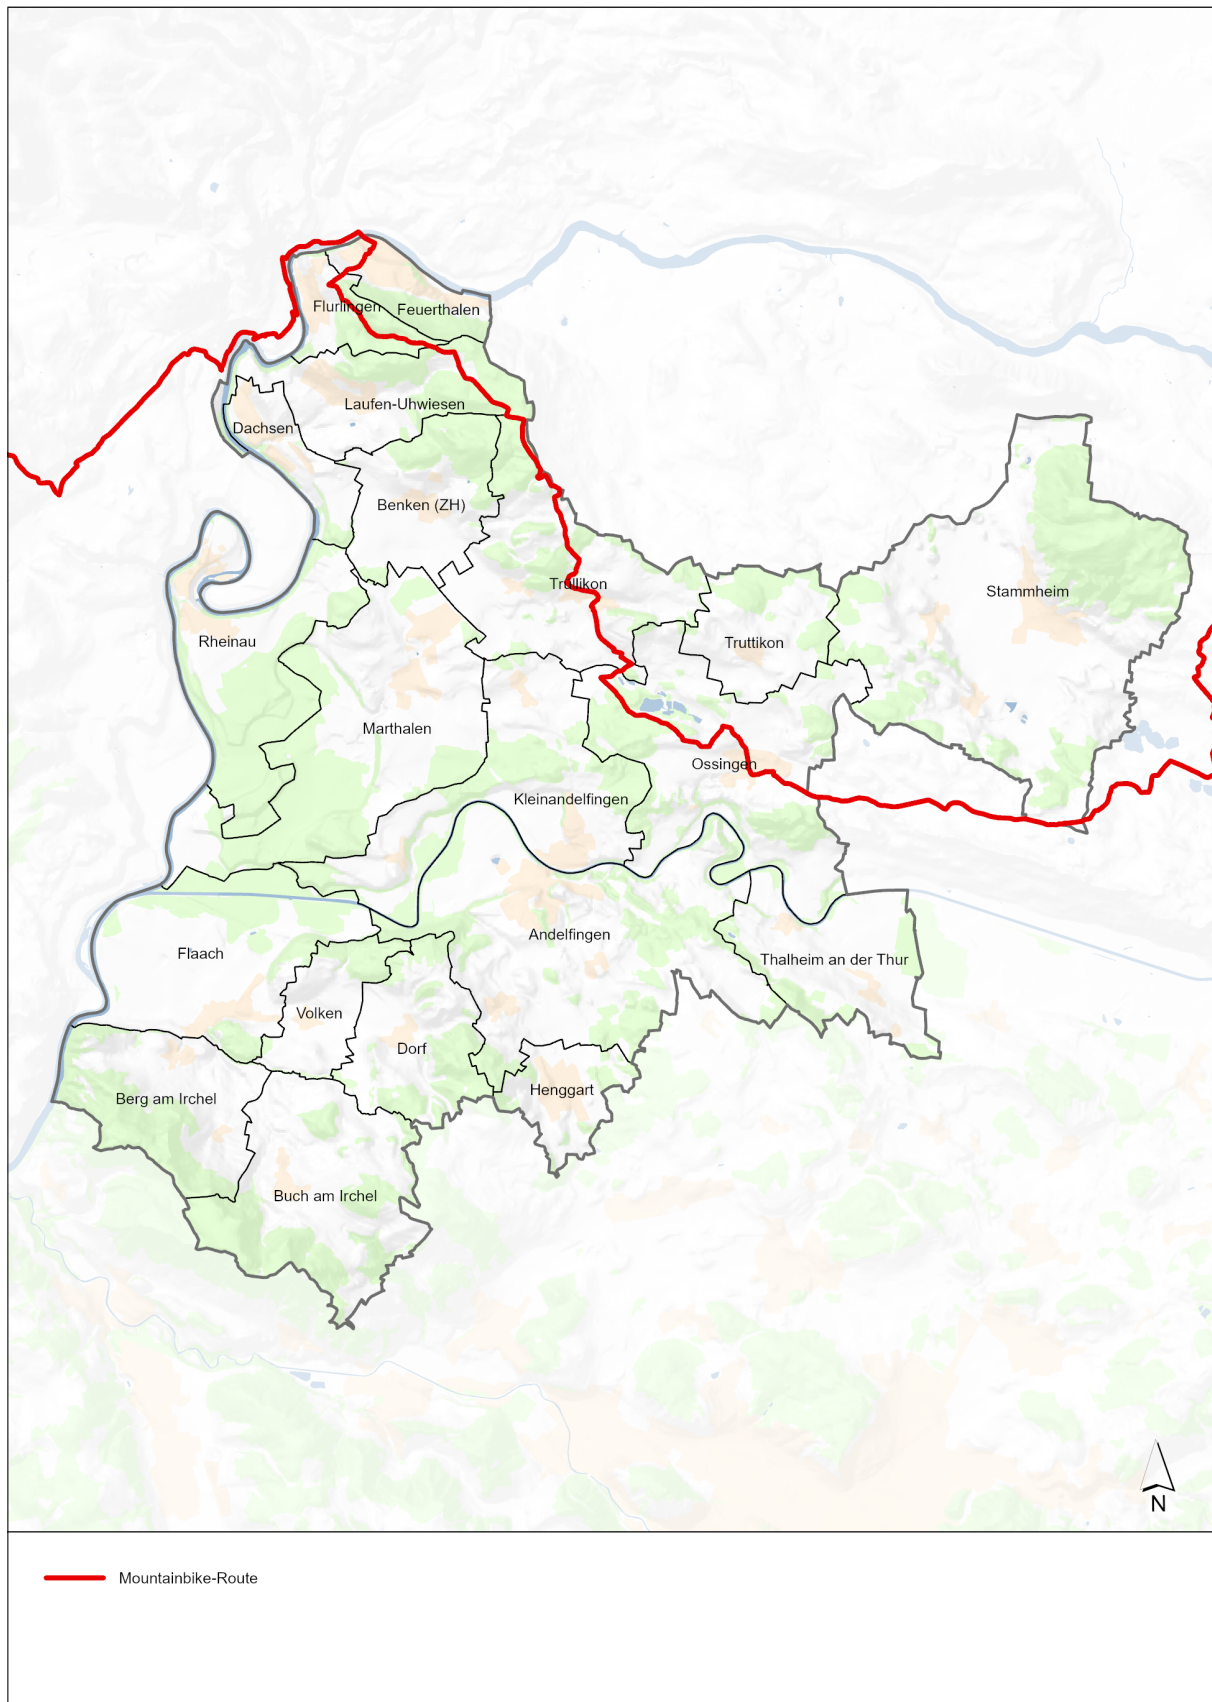 Flurlingen
Feuerthalen
Laufen-Uhwiesen
Dachsen
Benken (ZH)
Trullikon
Stammheim
Rheinau
Truttikon
Marthalen
Ossingen
Kleinandelfingen
Andelfingen
Flaach
Thalheim an der Thur
Volken
Dorf
Henggart
Berg am Irchel
Buch am Irchel
N
Mountainbike-Route